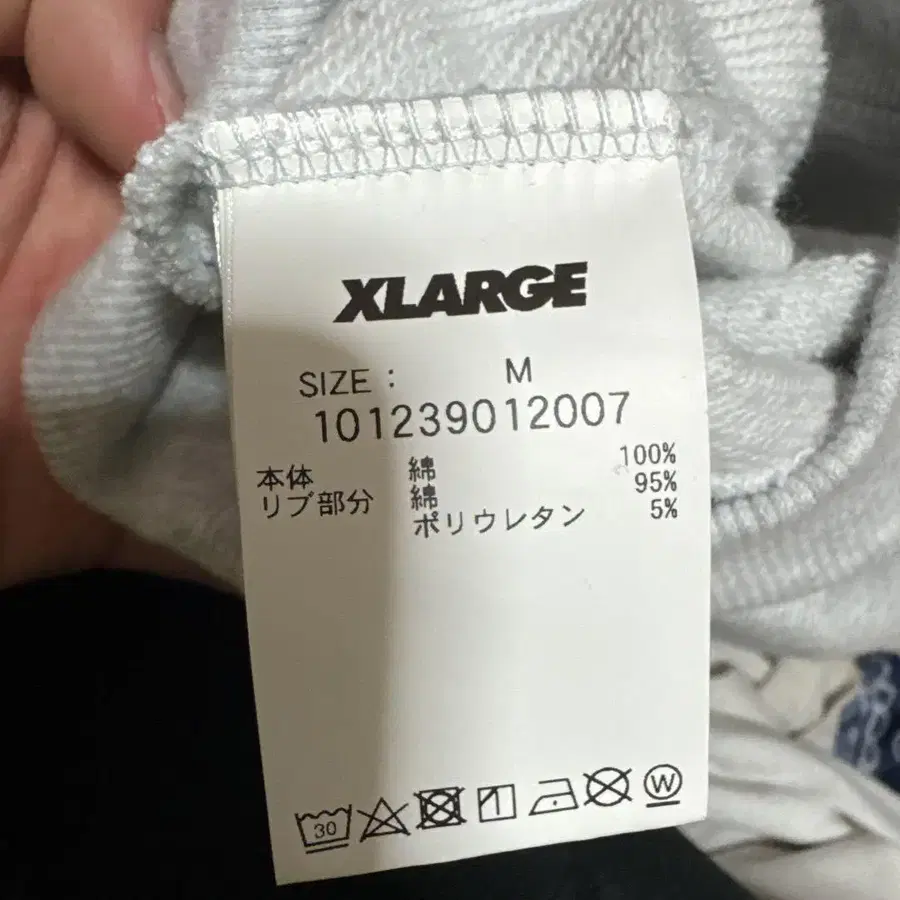 XLARGE
SIZE : M
101239012007
本体 綿 100%
リブ部分 綿 95%
ポリウレタン 5%
30
W